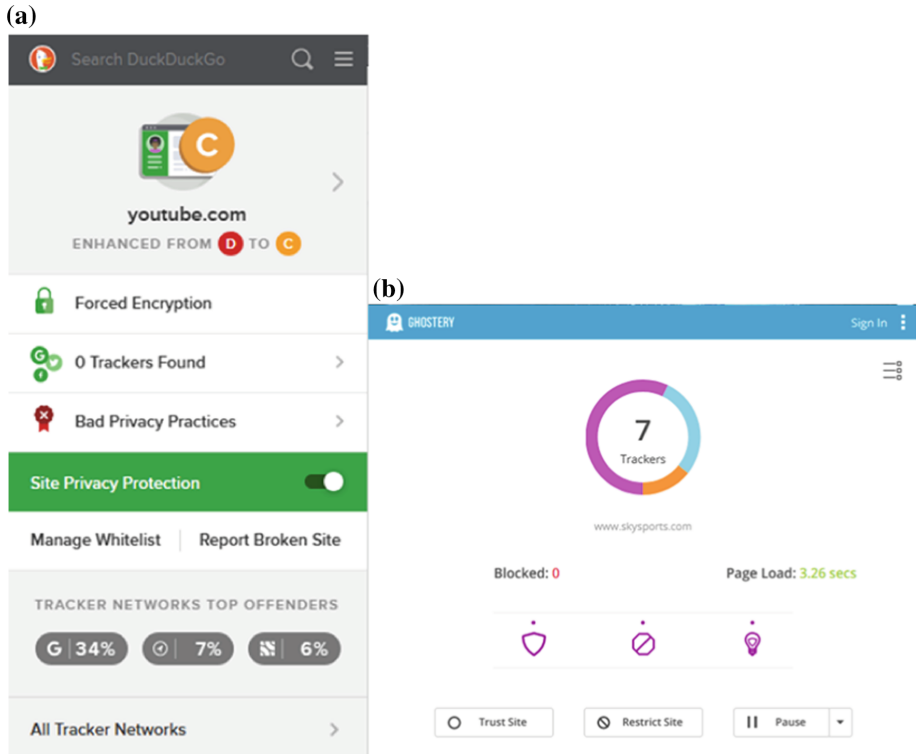 (a)
Search DuckDuckGo
C
youtube.com
ENHANCED FROM D TO C
Forced Encryption
0 Trackers Found
Bad Privacy Practices
Site Privacy Protection
Manage Whitelist | Report Broken Site
TRACKER NETWORKS TOP OFFENDERS
G 34% 7% 6%
All Tracker Networks
(b)
GHOSTERY Sign In
7
Trackers
www.skysports.com
Blocked: 0 Page Load: 3.26 secs
Trust Site Restrict Site Pause